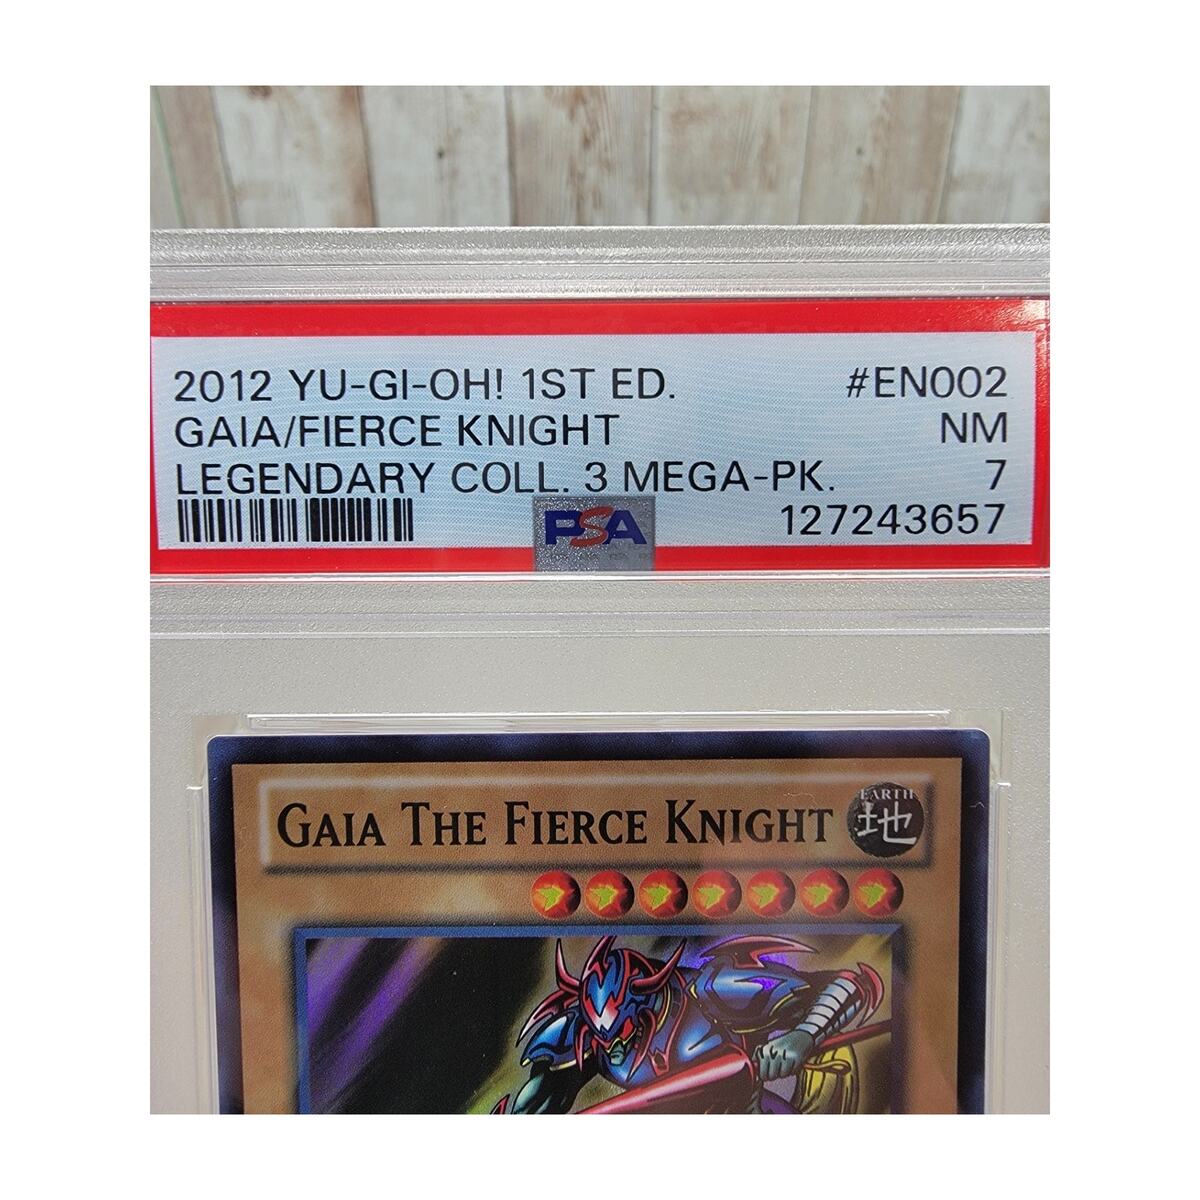 2012 YU-GI-OH! 1ST ED. #EN002
GAIA/FIERCE KNIGHT NM
LEGENDARY COLL. 3 MEGA-PK. 7
PSA 127243657
GAIA THE FIERCE KNIGHT
EARTH
地